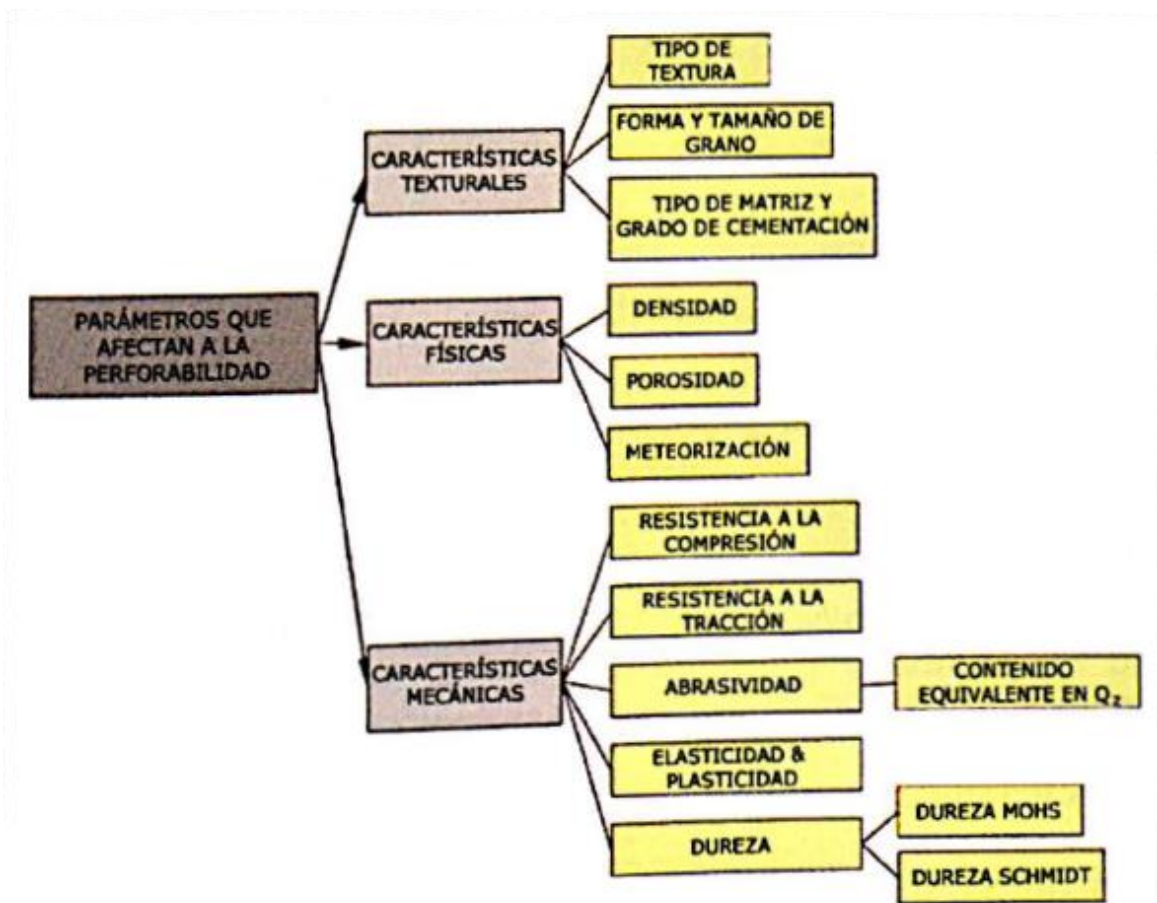 TIPO DE
TEXTURA
FORMA Y TAMAÑO DE
GRANO
CARACTERÍSTICAS
TEXTURALES
TIPO DE MATRIZ Y
GRADO DE CEMENTACIÓN
PARÁMETROS QUE
AFECTAN A LA
PERFORABILIDAD
CARACTERÍSTICAS
FÍSICAS
DENSIDAD
POROSIDAD
METEORIZACIÓN
RESISTENCIA A LA
COMPRESIÓN
RESISTENCIA A LA
TRACCIÓN
CARACTERÍSTICAS
MECÁNICAS
ABRASIVIDAD
CONTENIDO
EQUIVALENTE EN Qz
ELASTICIDAD &
PLASTICIDAD
DUREZA
DUREZA MOHS
DUREZA SCHMIDT